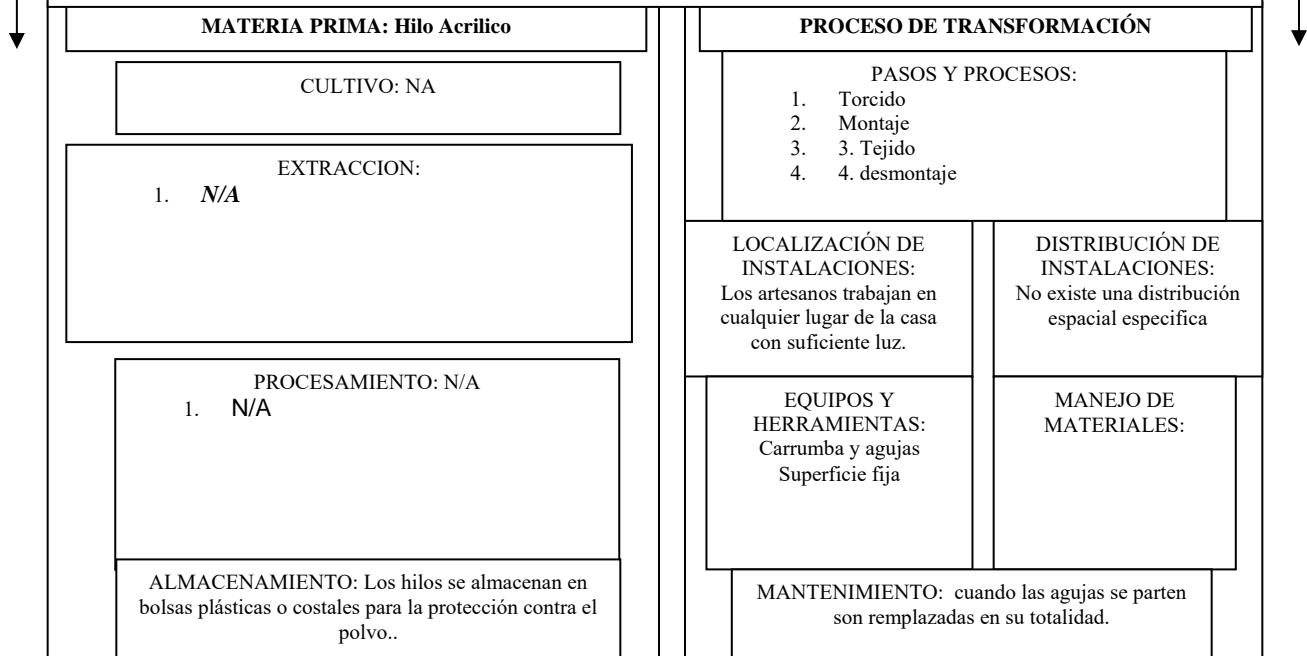 MATERIA PRIMA: Hilo Acrilico
CULTIVO: NA
EXTRACCION:
1. N/A
PROCESAMIENTO: N/A
1. N/A
ALMACENAMIENTO: Los hilos se almacenan en
bolsas plásticas o costales para la protección contra el
polvo..
PROCESO DE TRANSFORMACIÓN
PASOS Y PROCESOS:
1. Torcido
2. Montaje
3. 3. Tejido
4. 4. desmontaje
LOCALIZACIÓN DE
INSTALACIONES:
Los artesanos trabajan en
cualquier lugar de la casa
con suficiente luz.
DISTRIBUCIÓN DE
INSTALACIONES:
No existe una distribución
espacial especifica
EQUIPOS Y
HERRAMIENTAS:
Carrumba y agujas
Superficie fija
MANEJO DE
MATERIALES:
MANTENIMIENTO: cuando las agujas se parten
son remplazadas en su totalidad.